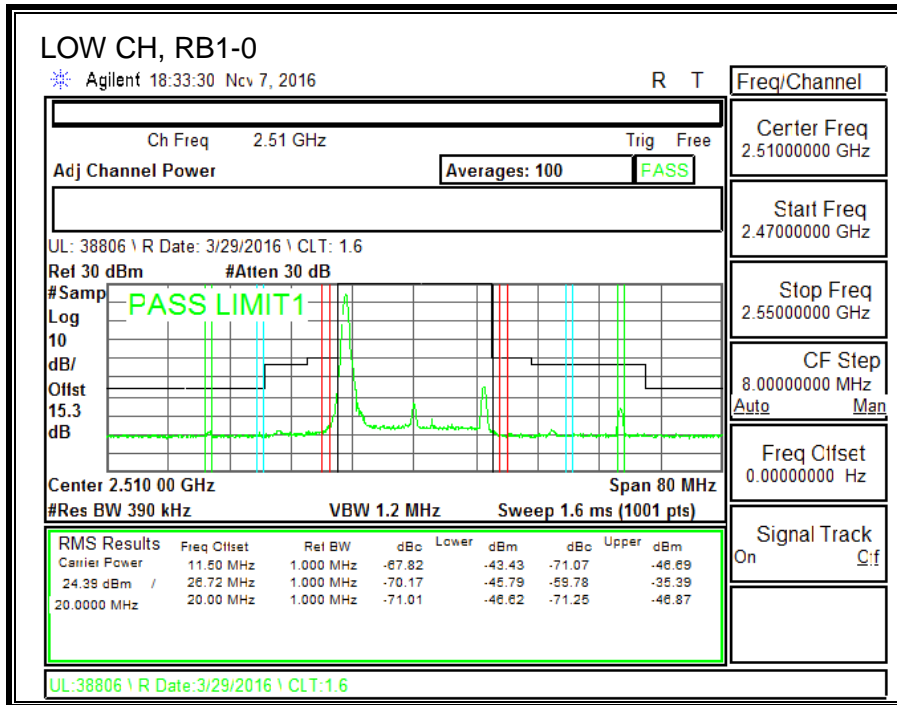 LOW CH, RB1-0
Agilent 18:33:30 Nov 7, 2016 R T
Freq/Channel
Ch Freq 2.51 GHz Trig Free
Adj Channel Power Averages: 100 PASS
Center Freq
2.51000000 GHz
Start Freq
2.47000000 GHz
Stop Freq
2.55000000 GHz
CF Step
8.00000000 MHz
Auto Man
Freq Offset
0.00000000 Hz
Signal Track
On Off
UL: 38806 \ R Date: 3/29/2016 \ CLT: 1.6
Ref 30 dBm #Atten 30 dB
#Samp
Log
10
dB/
Offst
15.3
dB
PASS LIMIT1
Center 2.510 00 GHz Span 80 MHz
#Res BW 390 kHz VBW 1.2 MHz Sweep 1.6 ms (1001 pts)
RMS Results Freq Offset Ref BW dBc Lower dBm dBc Upper dBm
Carrier Power 11.50 MHz 1.000 MHz -67.82 -43.43 -71.07 -46.69
24.39 dBm / 26.72 MHz 1.000 MHz -70.17 -45.79 -59.78 -35.39
20.0000 MHz 20.00 MHz 1.000 MHz -71.01 -46.62 -71.25 -46.87
UL:38806 \ R Date:3/29/2016 \ CLT:1.6